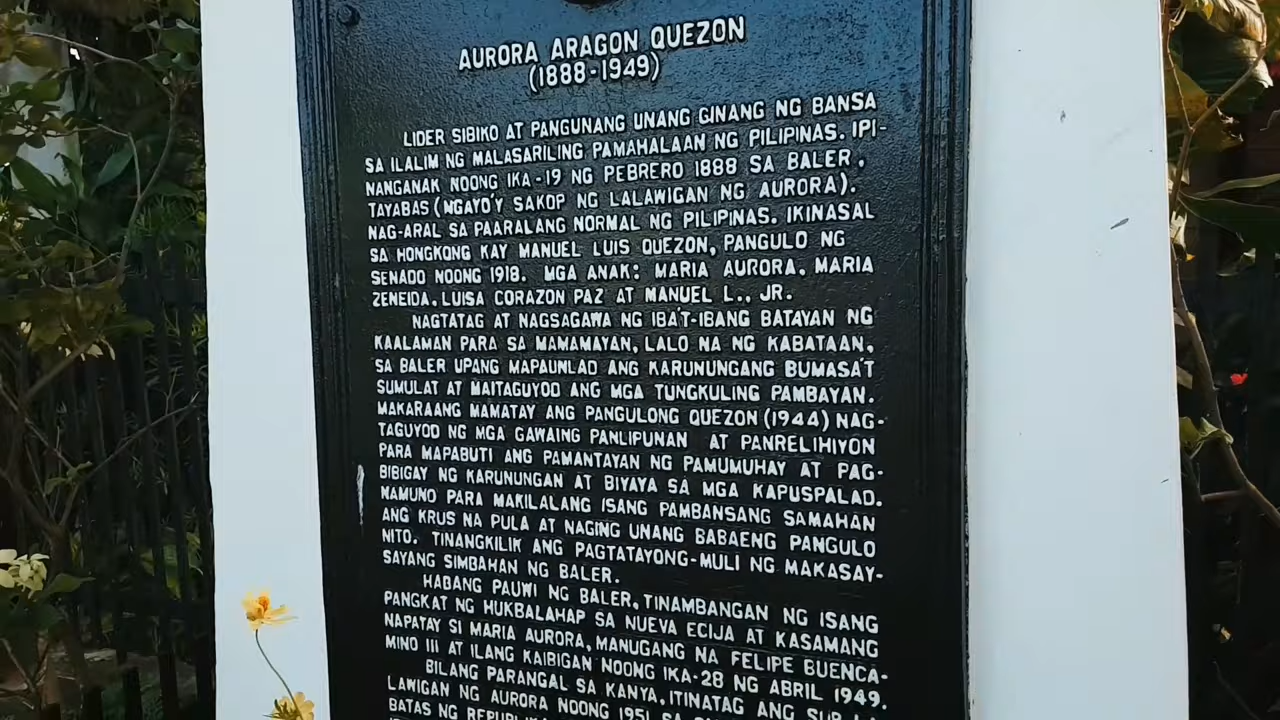 AURORA ARAGON QUEZON
(1888-1949)
LIDER SIBIKO AT PANGUNANG UNANG GINANG NG BANSA
SA ILALIM NG MALASARILING PAMAHALAAN NG PILIPINAS. IPI-
NANGANAK NOONG IKA-19 NG PEBRERO 1888 SA BALER,
TAYABAS (NGAYO'Y SAKOP NG LALAWIGAN NG AURORA).
NAG-ARAL SA PAARALANG NORMAL NG PILIPINAS. IKINASAL
SA HONGKONG KAY MANUEL LUIS QUEZON, PANGULO NG
SENADO NOONG 1918. MGA ANAK: MARIA AURORA, MARIA
ZENEIDA, LUISA CORAZON PAZ AT MANUEL L., JR.
NAGTATAG AT NAGSAGAWA NG IBA'T-IBANG BATAYAN NG
KAALAMAN PARA SA MAMAMAYAN, LALO NA NG KABATAAN,
SA BALER UPANG MAPAUNLAD ANG KARUNUNGANG BUMASA'T
SUMULAT AT MAITAGUYOD ANG MGA TUNGKULING PAMBAYAN.
MAKARAANG MAMATAY ANG PANGULONG QUEZON (1944) NAG-
TAGUYOD NG MGA GAWAING PANLIPUNAN AT PANRELIHIYON
PARA MAPABUTI ANG PAMANTAYAN NG PAMUMUHAY AT PAG-
BIBIGAY NG KARUNUNGAN AT BIYAYA SA MGA KAPUSPALAD.
NAMUNO PARA MAKILALANG ISANG PAMBANSANG SAMAHAN
ANG KRUS NA PULA AT NAGING UNANG BABAENG PANGULO
NITO. TINANGKILIK ANG PAGTATAYONG-MULI NG MAKASAY-
SAYANG SIMBAHAN NG BALER.
HABANG PAUWI NG BALER, TINAMBANGAN NG ISANG
PANGKAT NG HUKBALAHAP SA NUEVA ECIJA AT KASAMANG
NAPATAY SI MARIA AURORA, MANUGANG NA FELIPE BUENCA-
MINO III AT ILANG KAIBIGAN NOONG IKA-28 NG ABRIL 1949.
BILANG PARANGAL SA KANYA, ITINATAG ANG SUB-LA-
LAWIGAN NG AURORA NOONG 1951 SA
BATAS NG